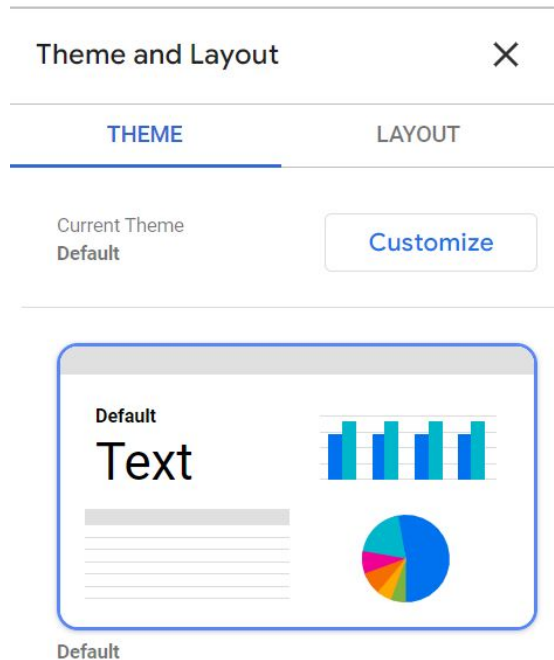 Theme and Layout
THEME LAYOUT
Current Theme
Default
Customize
Default
Text
Default